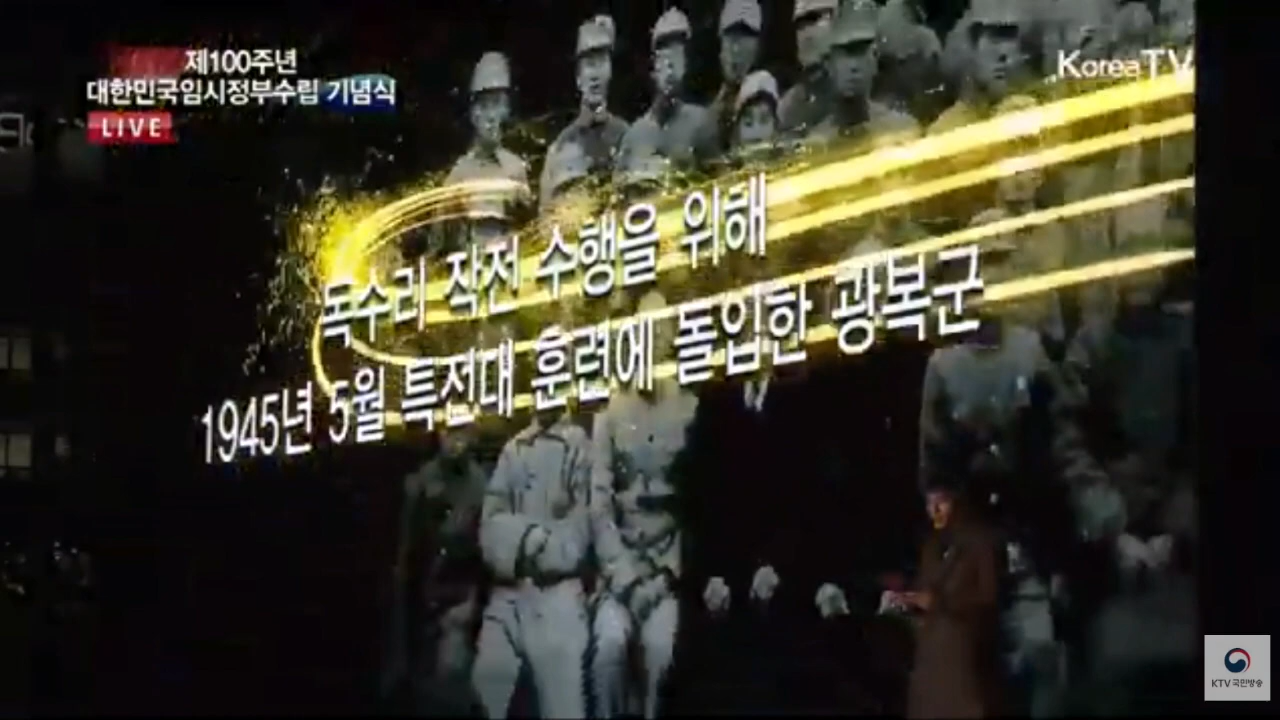 제100주년
대한민국임시정부수립 기념식
LIVE
KoreaTV
독수리 작전 수행을 위해
1945년 5월 특전대 훈련에 돌입한 광복군
KTV 국민방송